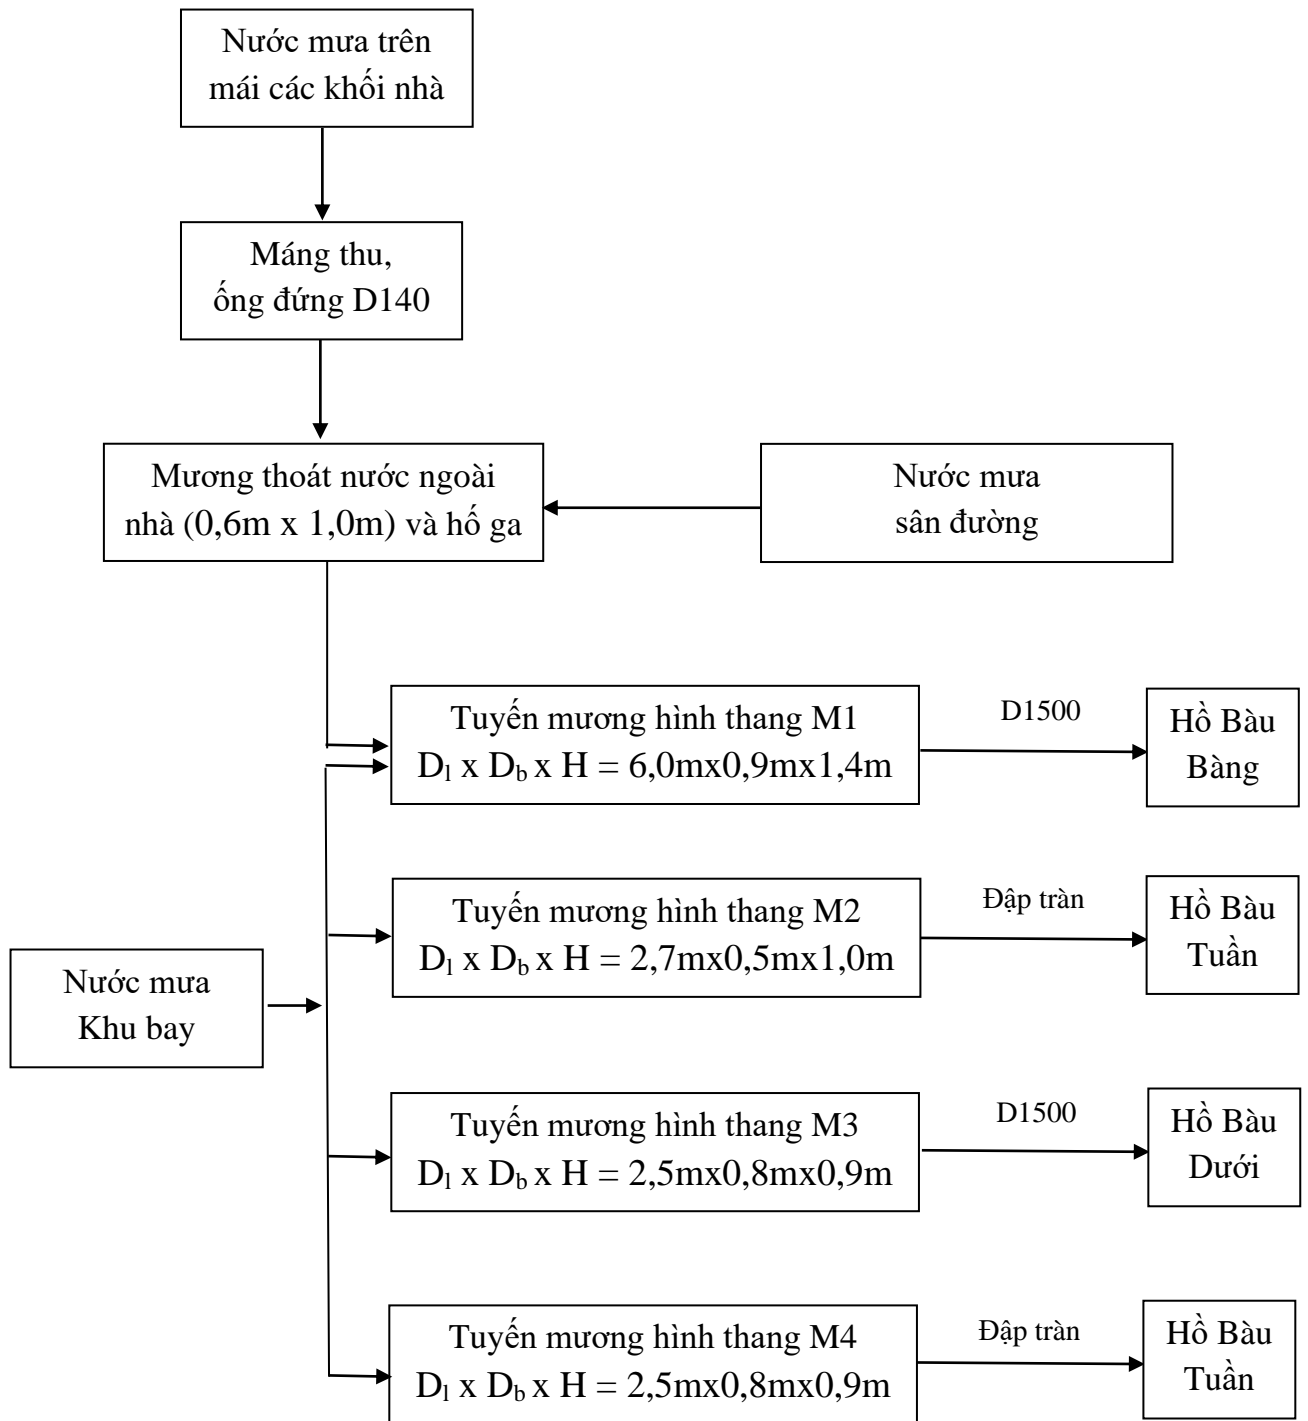 Nước mưa trên
mái các khối nhà
Máng thu,
ống đứng D140
Mương thoát nước ngoài
nhà (0,6m x 1,0m) và hố ga
Nước mưa
sân đường
Tuyến mương hình thang M1
Dl x Db x H = 6,0mx0,9mx1,4m
D1500
Hồ Bàu
Bàng
Tuyến mương hình thang M2
Dl x Db x H = 2,7mx0,5mx1,0m
Đập tràn
Hồ Bàu
Tuần
Nước mưa
Khu bay
Tuyến mương hình thang M3
Dl x Db x H = 2,5mx0,8mx0,9m
D1500
Hồ Bàu
Dưới
Tuyến mương hình thang M4
Dl x Db x H = 2,5mx0,8mx0,9m
Đập tràn
Hồ Bàu
Tuần